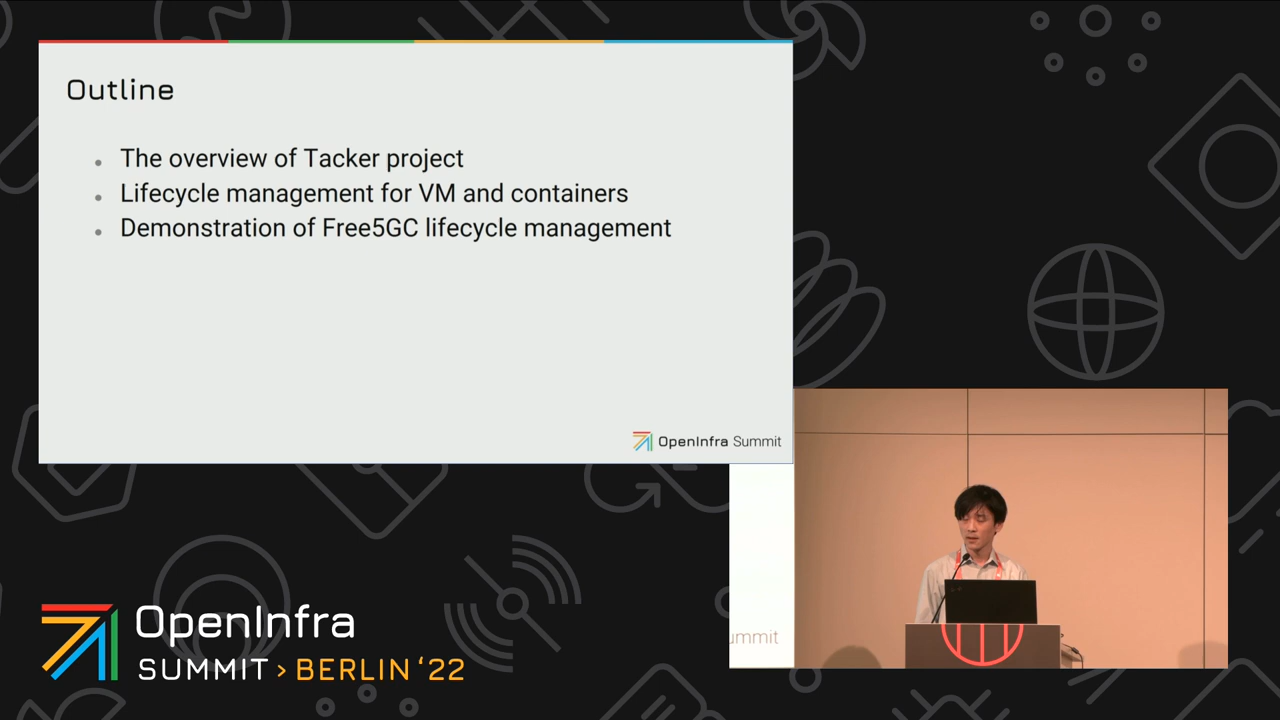 Outline
The overview of Tacker project
Lifecycle management for VM and containers
Demonstration of Free5GC lifecycle management
OpenInfra Summit
ummit
OpenInfra
SUMMIT > BERLIN ‘22